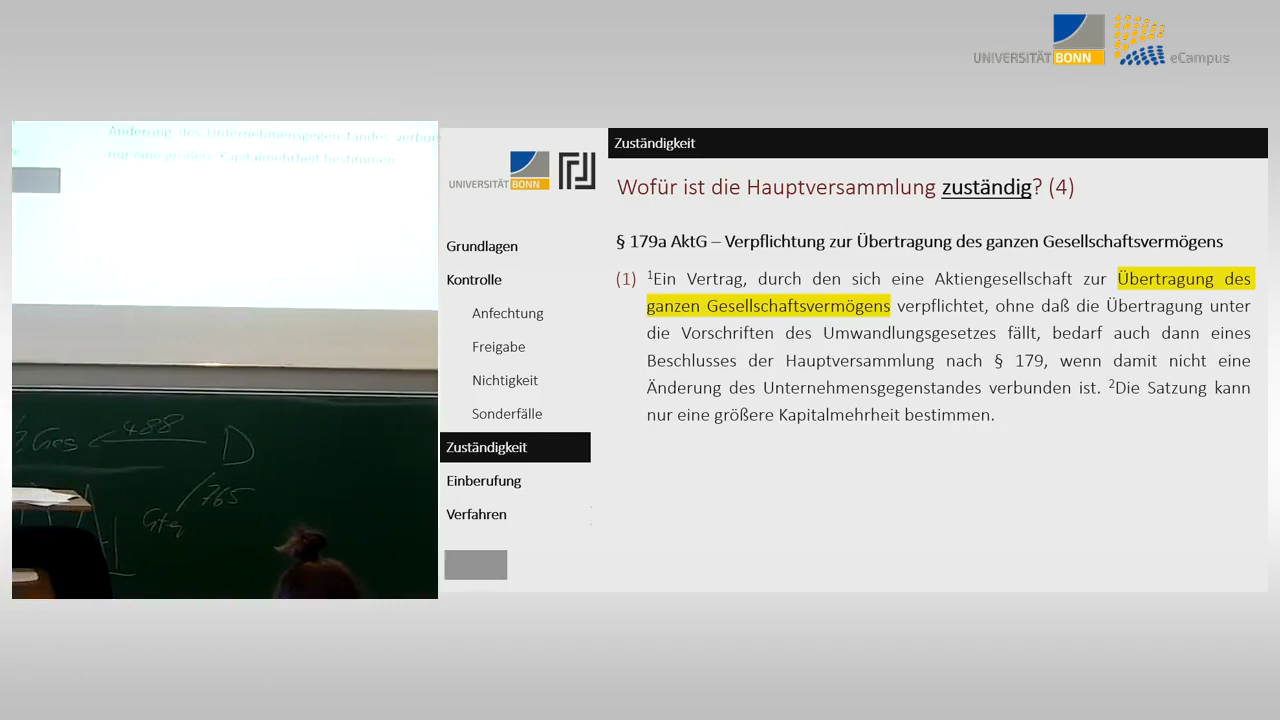 UNIVERSITÄT BONN eCampus
Änderung des Unternehmensgegenstandes
nur eine größere Kapitalmehrheit bestimmen.
488
D
765
UNIVERSITÄT BONN
Grundlagen
Kontrolle
Anfechtung
Freigabe
Nichtigkeit
Sonderfälle
Zuständigkeit
Einberufung
Verfahren
Zuständigkeit
Wofür ist die Hauptversammlung zuständig? (4)
§ 179a AktG – Verpflichtung zur Übertragung des ganzen Gesellschaftsvermögens
(1) ¹Ein Vertrag, durch den sich eine Aktiengesellschaft zur Übertragung des
ganzen Gesellschaftsvermögens verpflichtet, ohne daß die Übertragung unter
die Vorschriften des Umwandlungsgesetzes fällt, bedarf auch dann eines
Beschlusses der Hauptversammlung nach § 179, wenn damit nicht eine
Änderung des Unternehmensgegenstandes verbunden ist. ²Die Satzung kann
nur eine größere Kapitalmehrheit bestimmen.